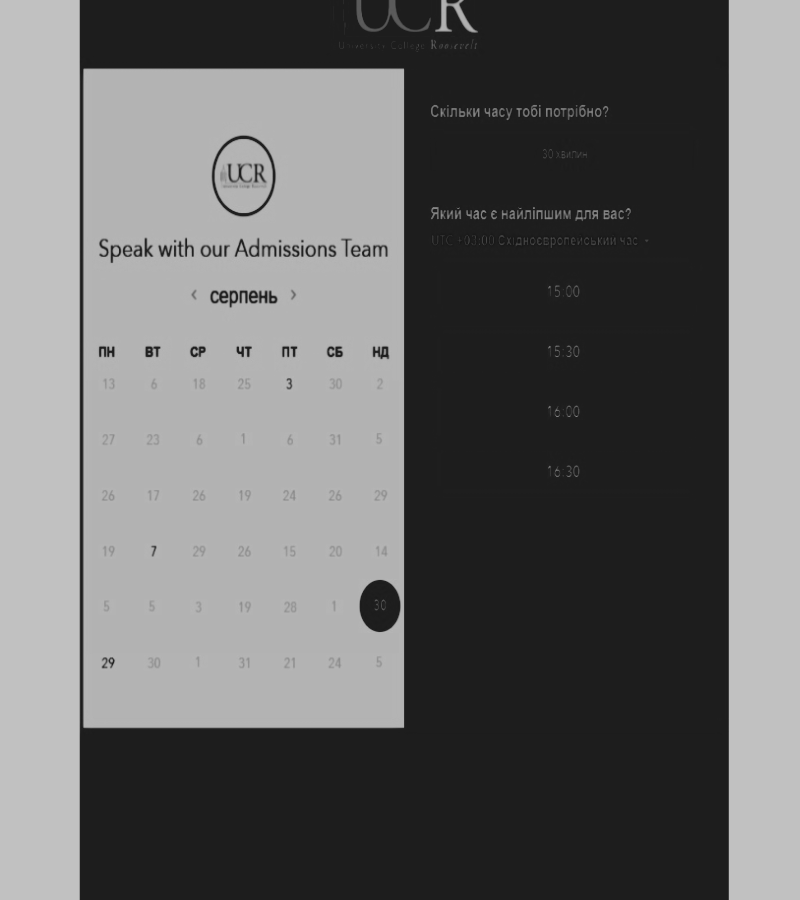 UCR
University College Roosevelt
UCR
Speak with our Admissions Team
‹ серпень ›
ПН ВТ СР ЧТ ПТ СБ НД
13 6 18 25 3 30 2
27 23 6 1 6 31 5
26 17 26 19 24 26 29
19 7 29 26 15 20 14
5 5 3 19 28 1 30
29 30 1 31 21 24 5
Скільки часу тобі потрібно?
30 хвилин
Який час є найліпшим для вас?
UTC +03:00 Східноєвропейський час
15:00
15:30
16:00
16:30